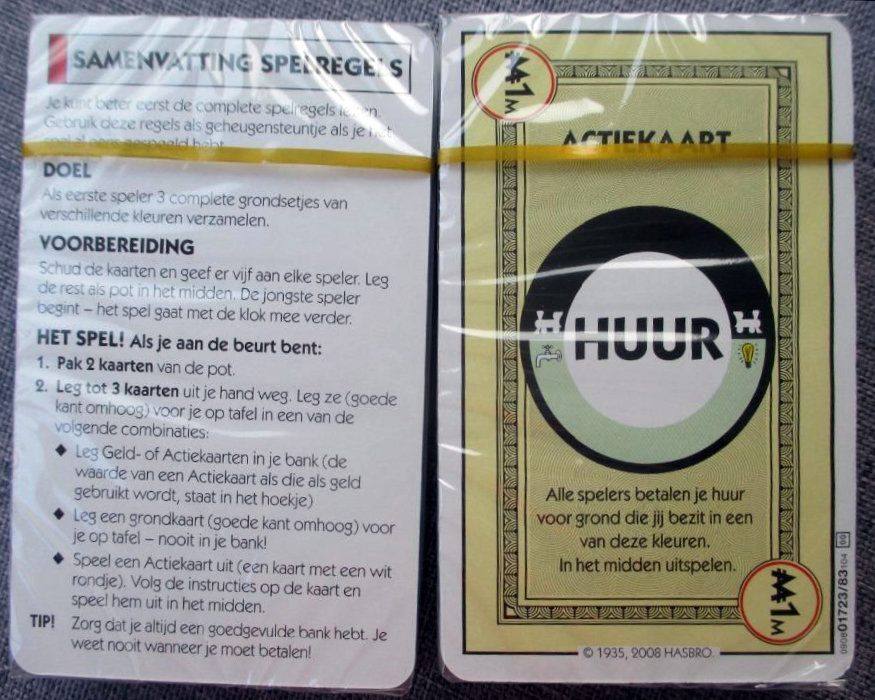 SAMENVATTING SPELREGELS
Je kunt beter eerst de complete spelregels lezen.
Gebruik deze regels als geheugensteuntje als je het
spel al eens gespeeld hebt.
DOEL
Als eerste speler 3 complete grondsetjes van
verschillende kleuren verzamelen.
VOORBEREIDING
Schud de kaarten en geef er vijf aan elke speler. Leg
de rest als pot in het midden. De jongste speler
begint – het spel gaat met de klok mee verder.
HET SPEL! Als je aan de beurt bent:
1. Pak 2 kaarten van de pot.
2. Leg tot 3 kaarten uit je hand weg. Leg ze (goede
kant omhoog) voor je op tafel in een van de
volgende combinaties:
◆ Leg Geld- of Actiekaarten in je bank (de
waarde van een Actiekaart als die als geld
gebruikt wordt, staat in het hoekje)
◆ Leg een grondkaart (goede kant omhoog) voor
je op tafel – nooit in je bank!
◆ Speel een Actiekaart uit (een kaart met een wit
rondje). Volg de instructies op de kaart en
speel hem uit in het midden.
TIP! Zorg dat je altijd een goedgevulde bank hebt. Je
weet nooit wanneer je moet betalen!
1M
ACTIEKAART
HUUR
Alle spelers betalen je huur
voor grond die jij bezit in een
van deze kleuren.
In het midden uitspelen.
1M
© 1935, 2008 HASBRO.
090801723/83104 00